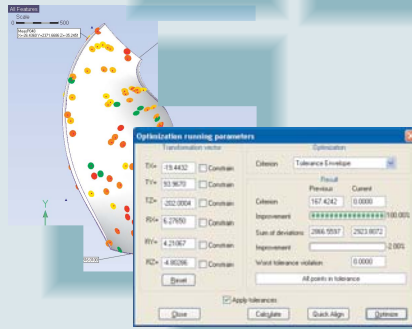 All Features
Scale
0 500
Optimization running parameters
Transformation vector
TX= -19.4432 Constrain
TY= 93.9670 Constrain
TZ= -202.0004 Constrain
RX= 6.27650 Constrain
RY= 4.21067 Constrain
RZ= -4.80286 Constrain
Reset
Optimization
Criterion Tolerance Envelope
Result
Previous Current
Criterion 167.4242 0.0000
Improvement 100.00%
Sum of deviations 2866.5597 2923.8072
Improvement -2.00%
Worst tolerance violation 0.0000
All points in tolerance
Apply tolerances
Close Calculate Quick Align Optimize
Y